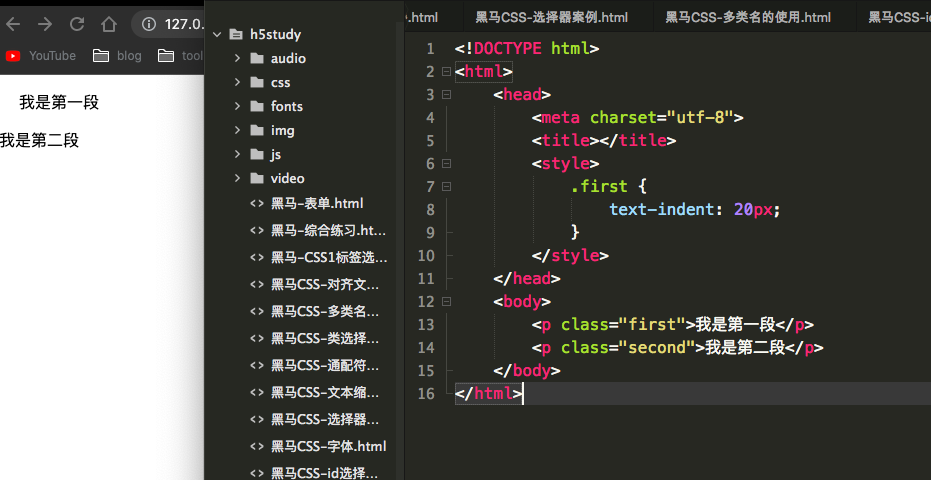 127.0.
YouTube
blog
tool
我是第一段
我是第二段
h5study
audio
css
fonts
img
js
video
黑马-表单.html
黑马-综合练习.ht...
黑马-CSS1标签选...
黑马CSS-对齐文...
黑马CSS-多类名...
黑马CSS-类选择...
黑马CSS-通配符...
黑马CSS-文本缩...
黑马CSS-选择器...
黑马CSS-字体.html
黑马CSS-id选择...
.html 黑马CSS-选择器案例.html 黑马CSS-多类名的使用.html 黑马CSS-id
1 <!DOCTYPE html>
2 <html>
3 <head>
4 <meta charset="utf-8">
5 <title></title>
6 <style>
7 .first {
8 text-indent: 20px;
9 }
10 </style>
11 </head>
12 <body>
13 <p class="first">我是第一段</p>
14 <p class="second">我是第二段</p>
15 </body>
16 </html>